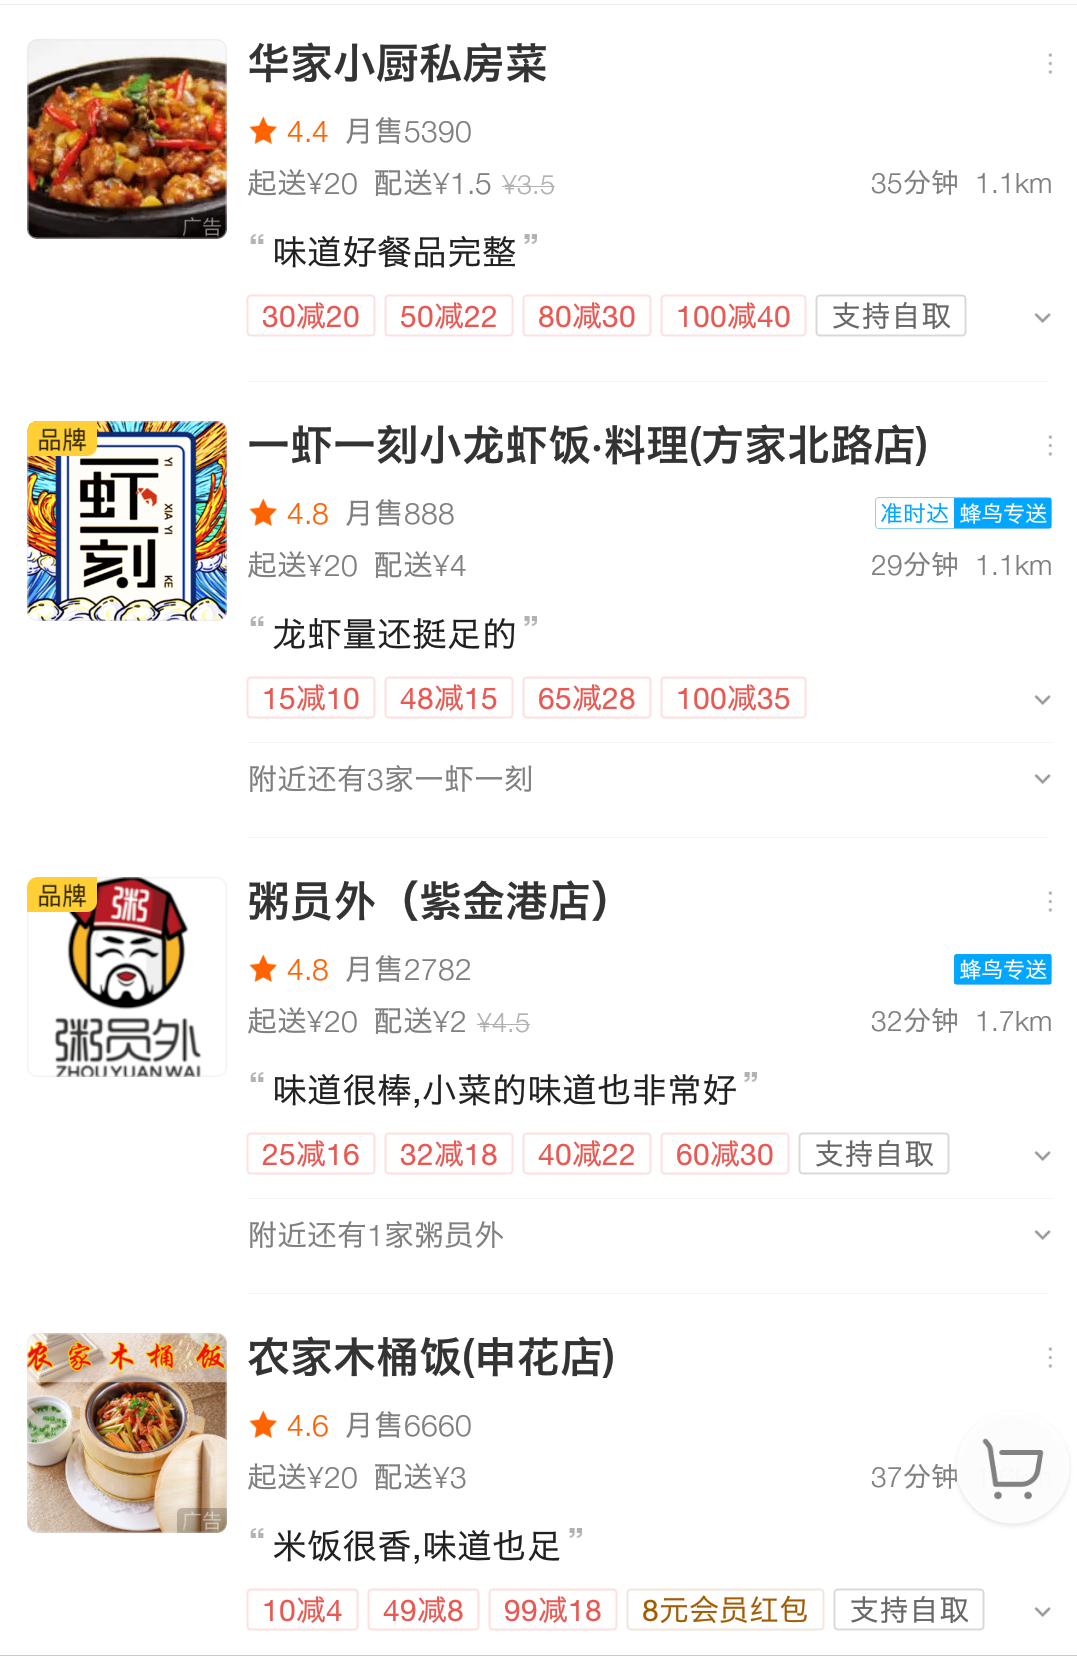 华家小厨私房菜
4.4 月售5390
起送¥20 配送¥1.5 ¥3.5 35分钟 1.1km
广告
“味道好餐品完整”
30减20 50减22 80减30 100减40 支持自取
品牌
一虾一刻
YI XIA YI KE
一虾一刻小龙虾饭·料理(方家北路店)
4.8 月售888 准时达 蜂鸟专送
起送¥20 配送¥4 29分钟 1.1km
“龙虾量还挺足的”
15减10 48减15 65减28 100减35
附近还有3家一虾一刻
品牌
粥
粥员外
ZHOUYUANWAI
粥员外（紫金港店）
4.8 月售2782 蜂鸟专送
起送¥20 配送¥2 ¥4.5 32分钟 1.7km
“味道很棒,小菜的味道也非常好”
25减16 32减18 40减22 60减30 支持自取
附近还有1家粥员外
农家木桶饭
农家木桶饭(申花店)
4.6 月售6660
起送¥20 配送¥3 37分钟
广告
“米饭很香,味道也足”
10减4 49减8 99减18 8元会员红包 支持自取